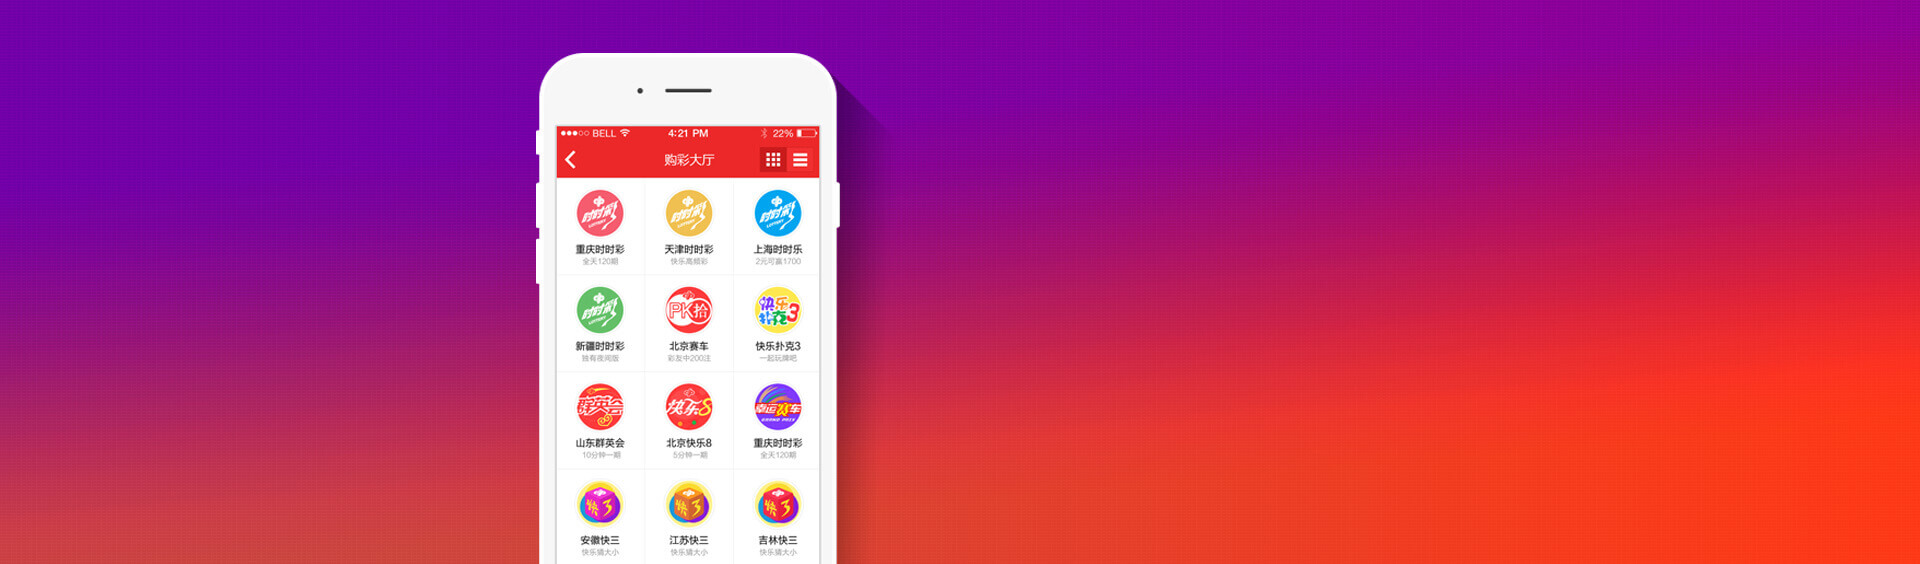 BELL 4:21 PM 22%
购彩大厅
时时彩 时时彩 时时彩
LOTTERY LOTTERY LOTTERY
重庆时时彩 天津时时彩 上海时时乐
全天120期 快乐高频彩 2元可赢1700
时时彩 PK拾 快乐扑克3
LOTTERY
新疆时时彩 北京赛车 快乐扑克3
独有夜间版 彩友中200注 一起玩牌吧
群英会 快乐8 幸运赛车
GRAND PRIX
山东群英会 北京快乐8 重庆时时彩
10分钟一期 5分钟一期 全天120期
快3 快3 快3
安徽快三 江苏快三 吉林快三
快乐猜大小 快乐猜大小 快乐猜大小